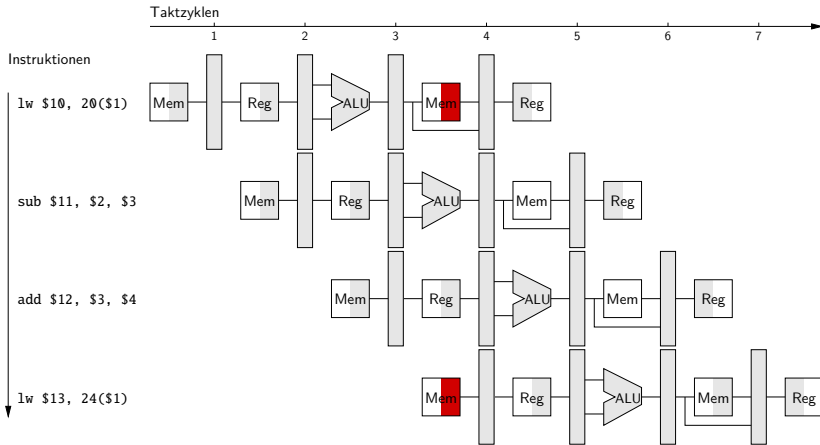 Taktzyklen
1 2 3 4 5 6 7
Instruktionen
lw $10, 20($1) Mem Reg ALU Mem Reg
sub $11, $2, $3 Mem Reg ALU Mem Reg
add $12, $3, $4 Mem Reg ALU Mem Reg
lw $13, 24($1) Mem Reg ALU Mem Reg